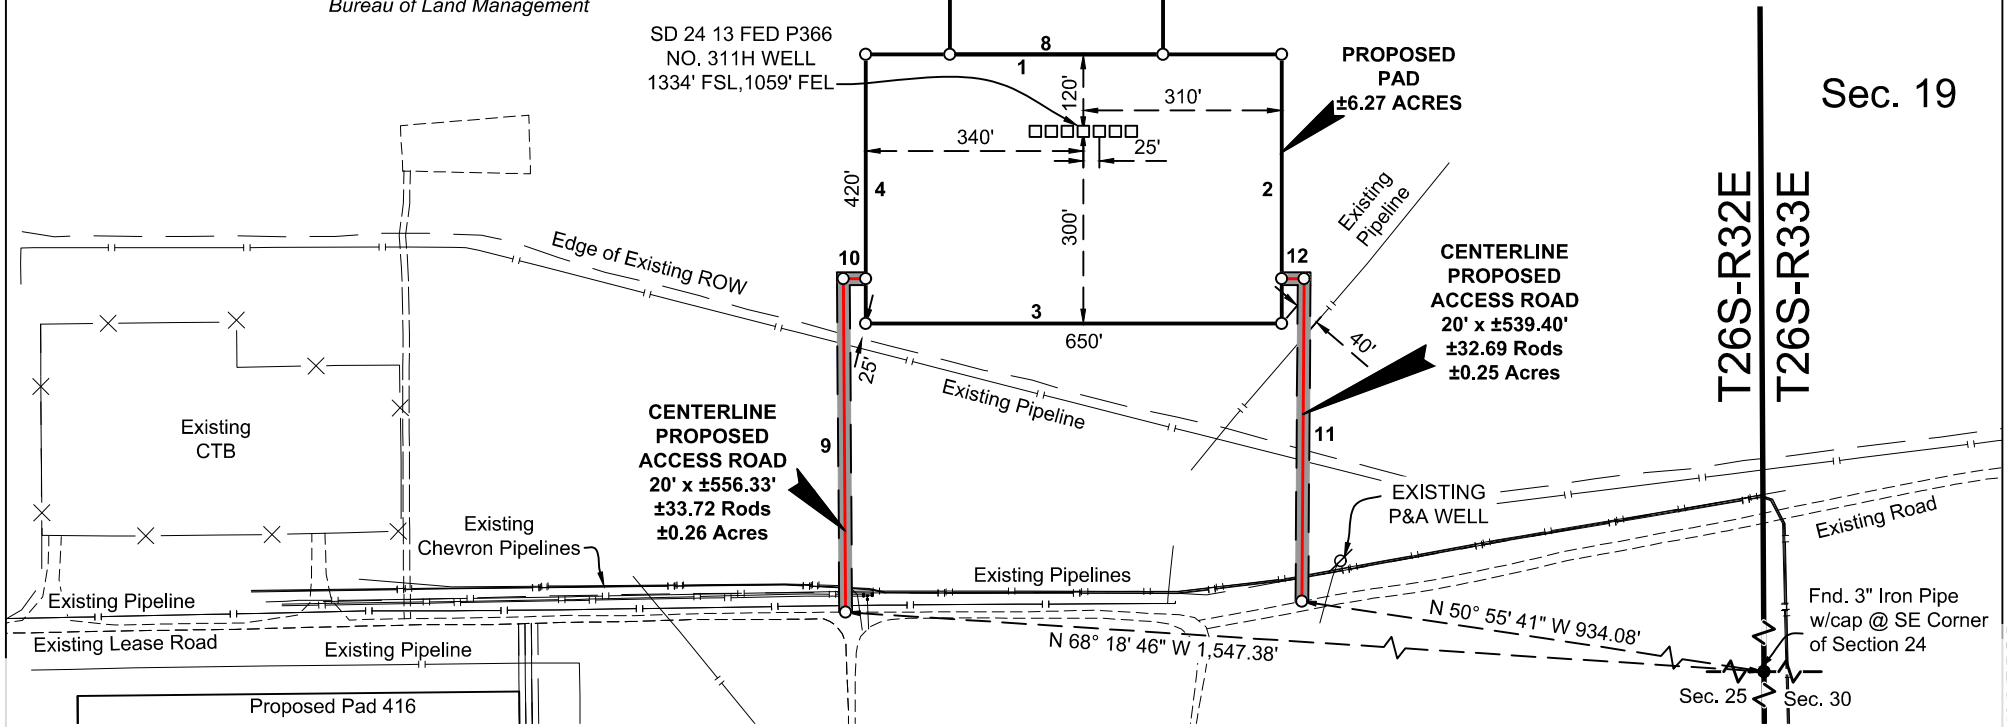 Bureau of Land Management
SD 24 13 FED P366
NO. 311H WELL
1334' FSL,1059' FEL
8
1
120'
310'
PROPOSED
PAD
±6.27 ACRES
Sec. 19
340'
25'
420'
4
2
300'
Existing
Pipeline
T26S-R32E
T26S-R33E
Edge of Existing ROW
10
12
3
650'
25'
40'
CENTERLINE
PROPOSED
ACCESS ROAD
20' x ±539.40'
±32.69 Rods
±0.25 Acres
Existing Pipeline
Existing
CTB
CENTERLINE
PROPOSED
ACCESS ROAD
20' x ±556.33'
±33.72 Rods
±0.26 Acres
9
11
EXISTING
P&A WELL
Existing Road
Existing
Chevron Pipelines
Existing Pipelines
Existing Pipeline
Existing Lease Road
Existing Pipeline
Proposed Pad 416
N 50° 55' 41" W 934.08'
N 68° 18' 46" W 1,547.38'
Fnd. 3" Iron Pipe
w/cap @ SE Corner
of Section 24
Sec. 25
Sec. 30